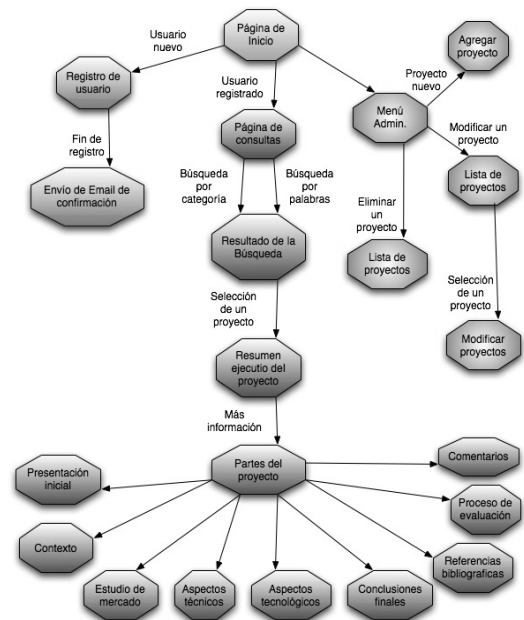 Página de
Inicio
Agregar
proyecto
Usuario
nuevo
Registro de
usuario
Usuario
registrado
Proyecto
nuevo
Menú
Admin.
Página de
consultas
Modificar un
proyecto
Fin de
registro
Envío de Email de
confirmación
Búsqueda
por
categoría
Búsqueda
por
palabras
Eliminar
un
proyecto
Lista de
proyectos
Resultado de la
Búsqueda
Lista de
proyectos
Selección
de un
proyecto
Selección
de un
proyecto
Resumen
ejecutio del
proyecto
Modificar
proyectos
Más
información
Partes del
proyecto
Comentarios
Presentación
inicial
Proceso de
evaluación
Contexto
Referencias
bibliograficas
Estudio de
mercado
Aspectos
tècnicos
Aspectos
tecnológicos
Conclusiones
finales